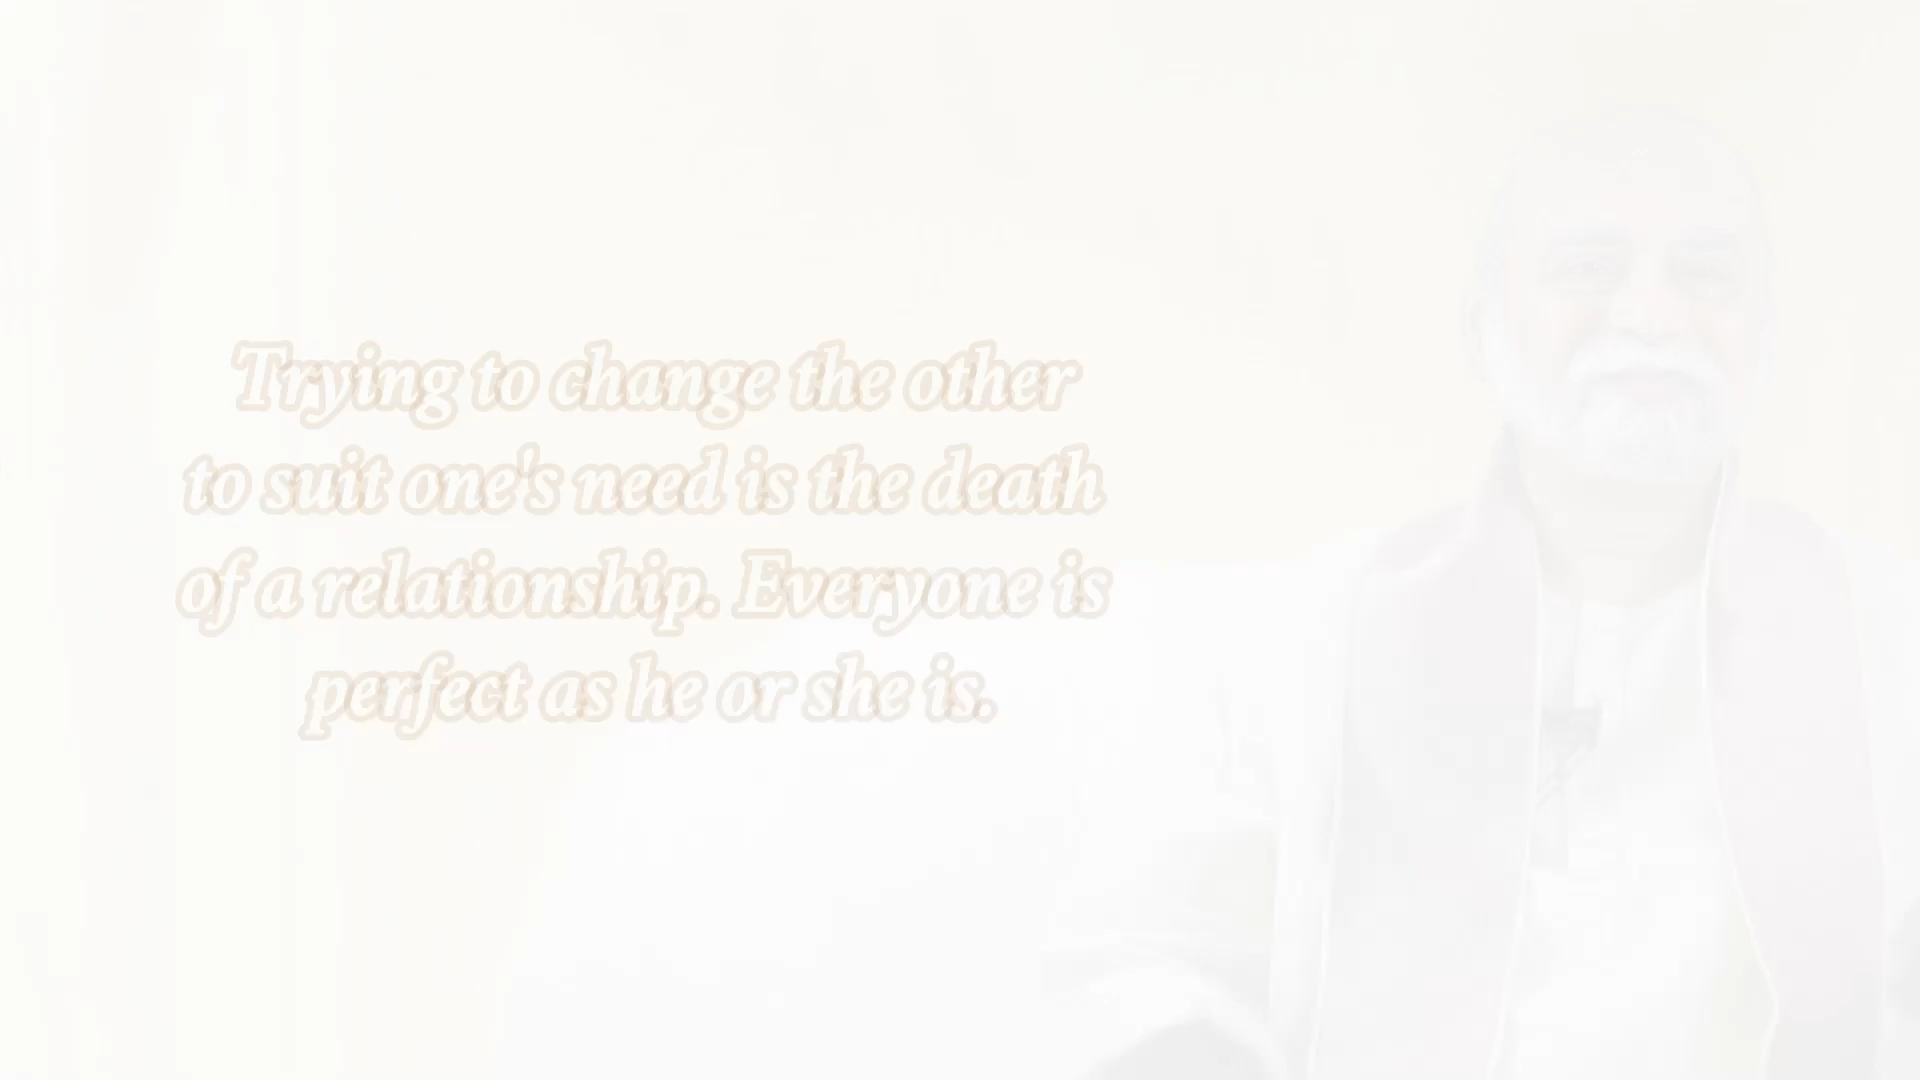 Trying to change the other
to suit one's need is the death
of a relationship. Everyone is
perfect as he or she is.